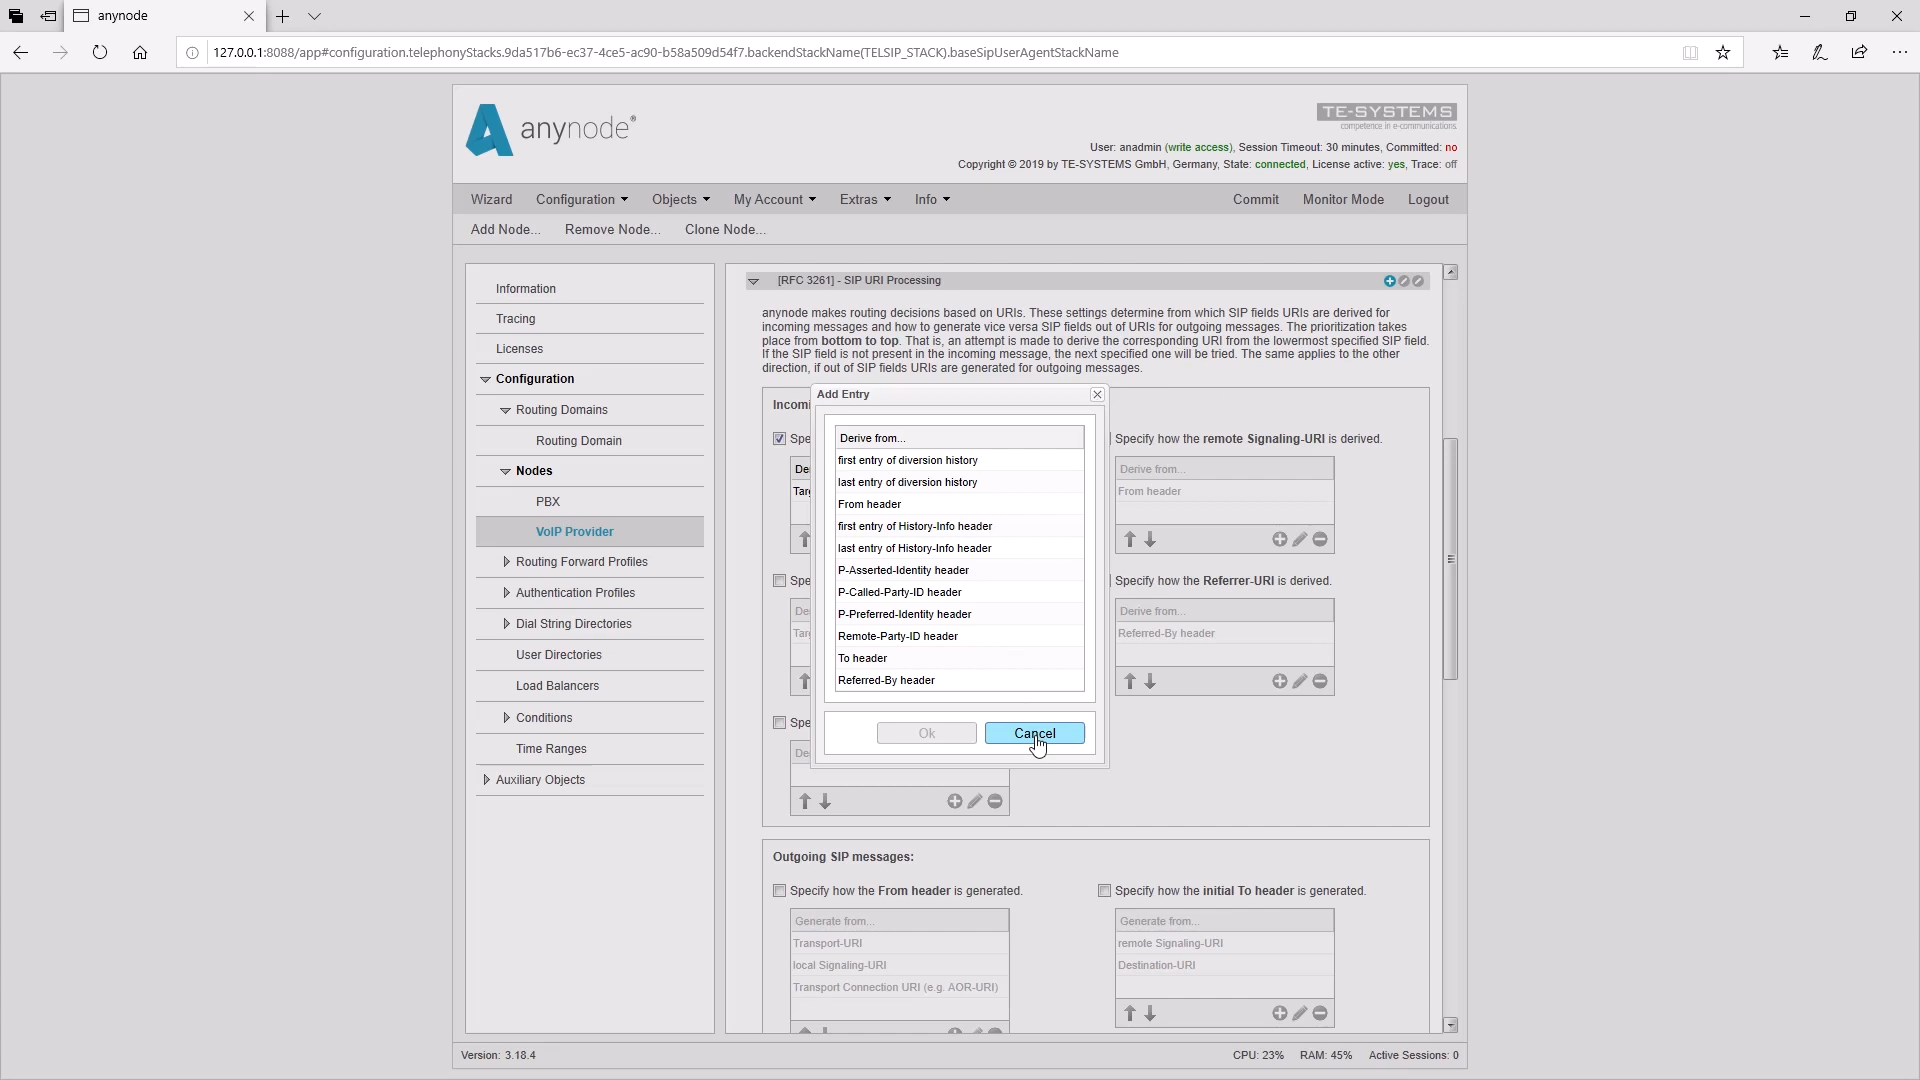 anynode
127.0.0.1:8088/app#configuration.telephonyStacks.9da517b6-ec37-4ce5-ac90-b58a509d54f7.backendStackName(TELSIP_STACK).baseSipUserAgentStackName
anynode®
TE-SYSTEMS
competence in e-communications.
User: anadmin (write access), Session Timeout: 30 minutes, Committed: no
Copyright © 2019 by TE-SYSTEMS GmbH, Germany, State: connected, License active: yes, Trace: off
Wizard Configuration Objects My Account Extras Info Commit Monitor Mode Logout
Add Node... Remove Node... Clone Node...
Information
Tracing
Licenses
Configuration
Routing Domains
Routing Domain
Nodes
PBX
VoIP Provider
Routing Forward Profiles
Authentication Profiles
Dial String Directories
User Directories
Load Balancers
Conditions
Time Ranges
Auxiliary Objects
[RFC 3261] - SIP URI Processing
anynode makes routing decisions based on URIs. These settings determine from which SIP fields URIs are derived for
incoming messages and how to generate vice versa SIP fields out of URIs for outgoing messages. The prioritization takes
place from bottom to top. That is, an attempt is made to derive the corresponding URI from the lowermost specified SIP field.
If the SIP field is not present in the incoming message, the next specified one will be tried. The same applies to the other
direction, if out of SIP fields URIs are generated for outgoing messages.
Incomi
Spe
De
Tar
Spe
De
Tar
Spe
De
Add Entry
Derive from...
first entry of diversion history
last entry of diversion history
From header
first entry of History-Info header
last entry of History-Info header
P-Asserted-Identity header
P-Called-Party-ID header
P-Preferred-Identity header
Remote-Party-ID header
To header
Referred-By header
Ok Cancel
Specify how the remote Signaling-URI is derived.
Derive from...
From header
Specify how the Referrer-URI is derived.
Derive from...
Referred-By header
Outgoing SIP messages:
Specify how the From header is generated.
Generate from...
Transport-URI
local Signaling-URI
Transport Connection URI (e.g. AOR-URI)
Specify how the initial To header is generated.
Generate from...
remote Signaling-URI
Destination-URI
Version: 3.18.4
CPU: 23% RAM: 45% Active Sessions: 0